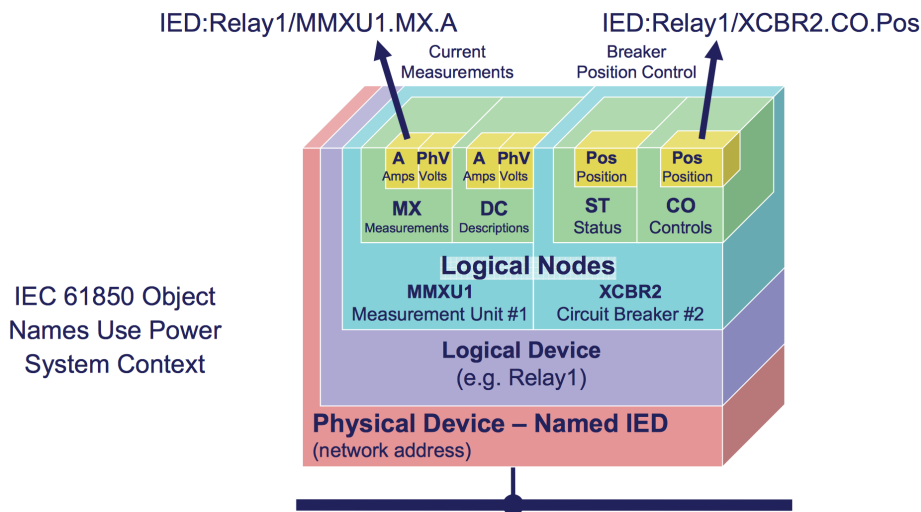 IED:Relay1/MMXU1.MX.A
IED:Relay1/XCBR2.CO.Pos
Current
Measurements
Breaker
Position Control
A PhV
Amps Volts
A PhV
Amps Volts
Pos
Position
Pos
Position
MX
Measurements
DC
Descriptions
ST
Status
CO
Controls
Logical Nodes
MMXU1
Measurement Unit #1
XCBR2
Circuit Breaker #2
IEC 61850 Object
Names Use Power
System Context
Logical Device
(e.g. Relay1)
Physical Device – Named IED
(network address)